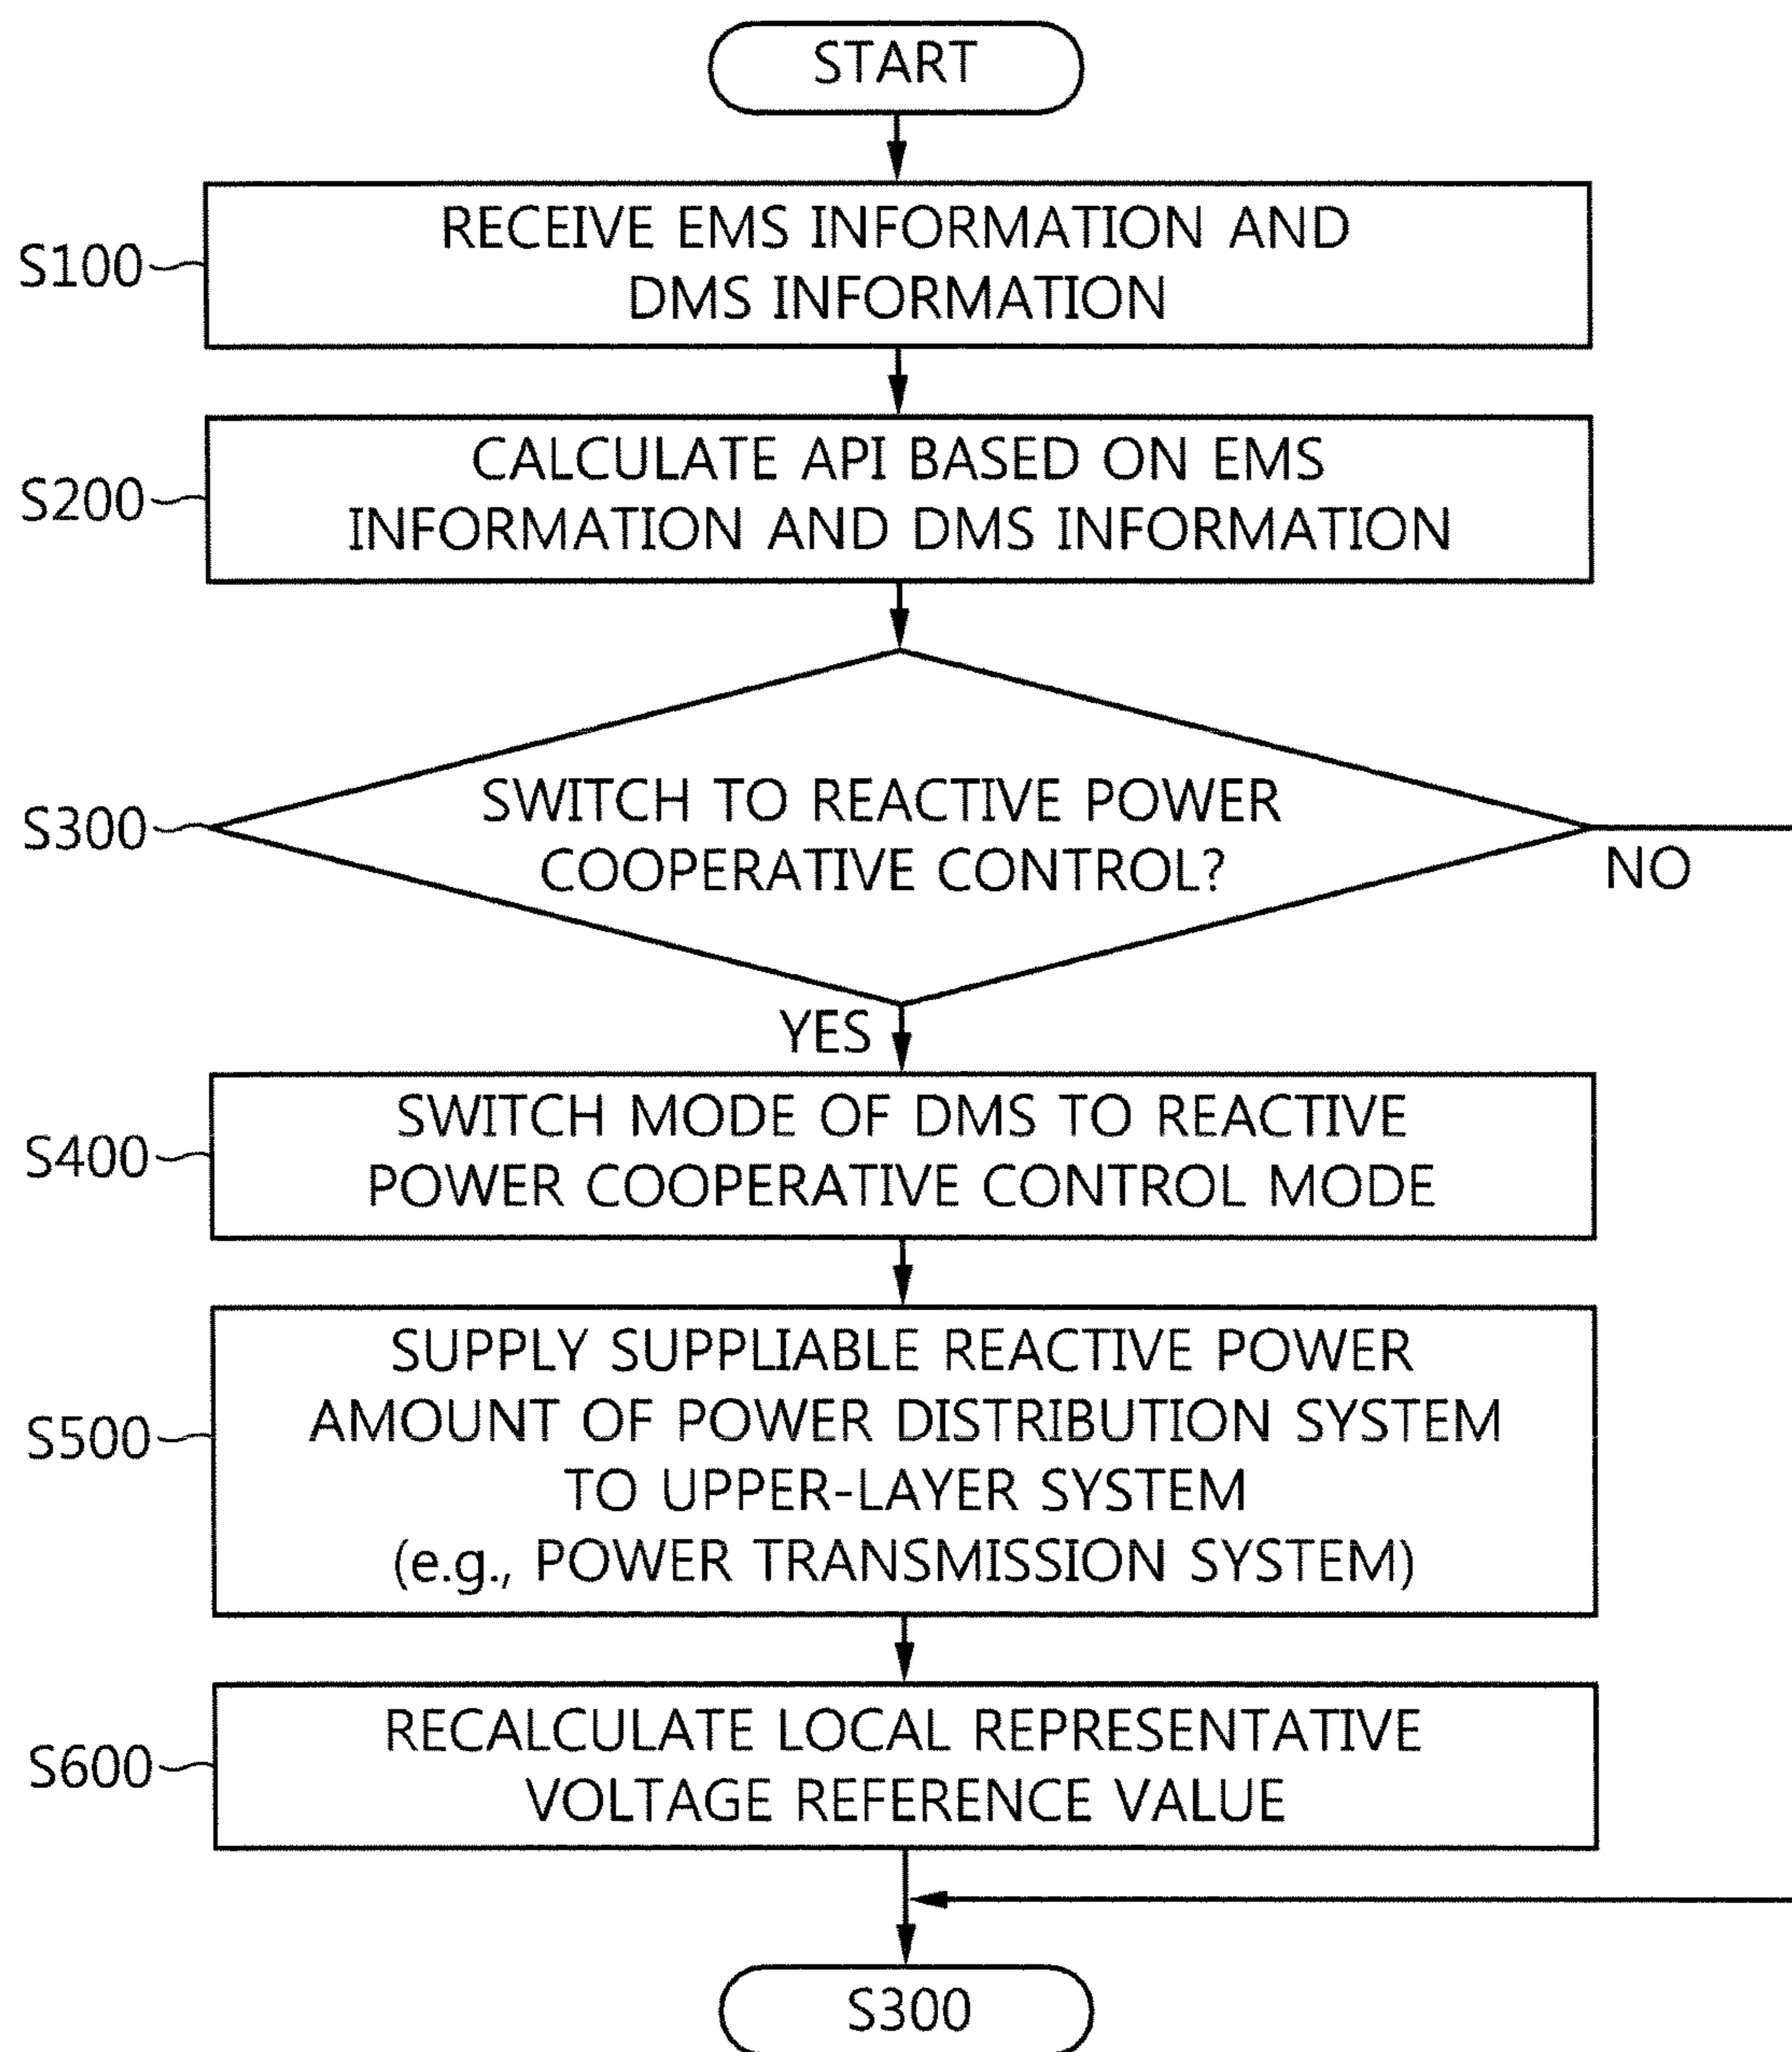 START
S100
RECEIVE EMS INFORMATION AND
DMS INFORMATION
S200
CALCULATE API BASED ON EMS
INFORMATION AND DMS INFORMATION
S300
SWITCH TO REACTIVE POWER
COOPERATIVE CONTROL?
NO
YES
S400
SWITCH MODE OF DMS TO REACTIVE
POWER COOPERATIVE CONTROL MODE
S500
SUPPLY SUPPLIABLE REACTIVE POWER
AMOUNT OF POWER DISTRIBUTION SYSTEM
TO UPPER-LAYER SYSTEM
(e.g., POWER TRANSMISSION SYSTEM)
S600
RECALCULATE LOCAL REPRESENTATIVE
VOLTAGE REFERENCE VALUE
S300